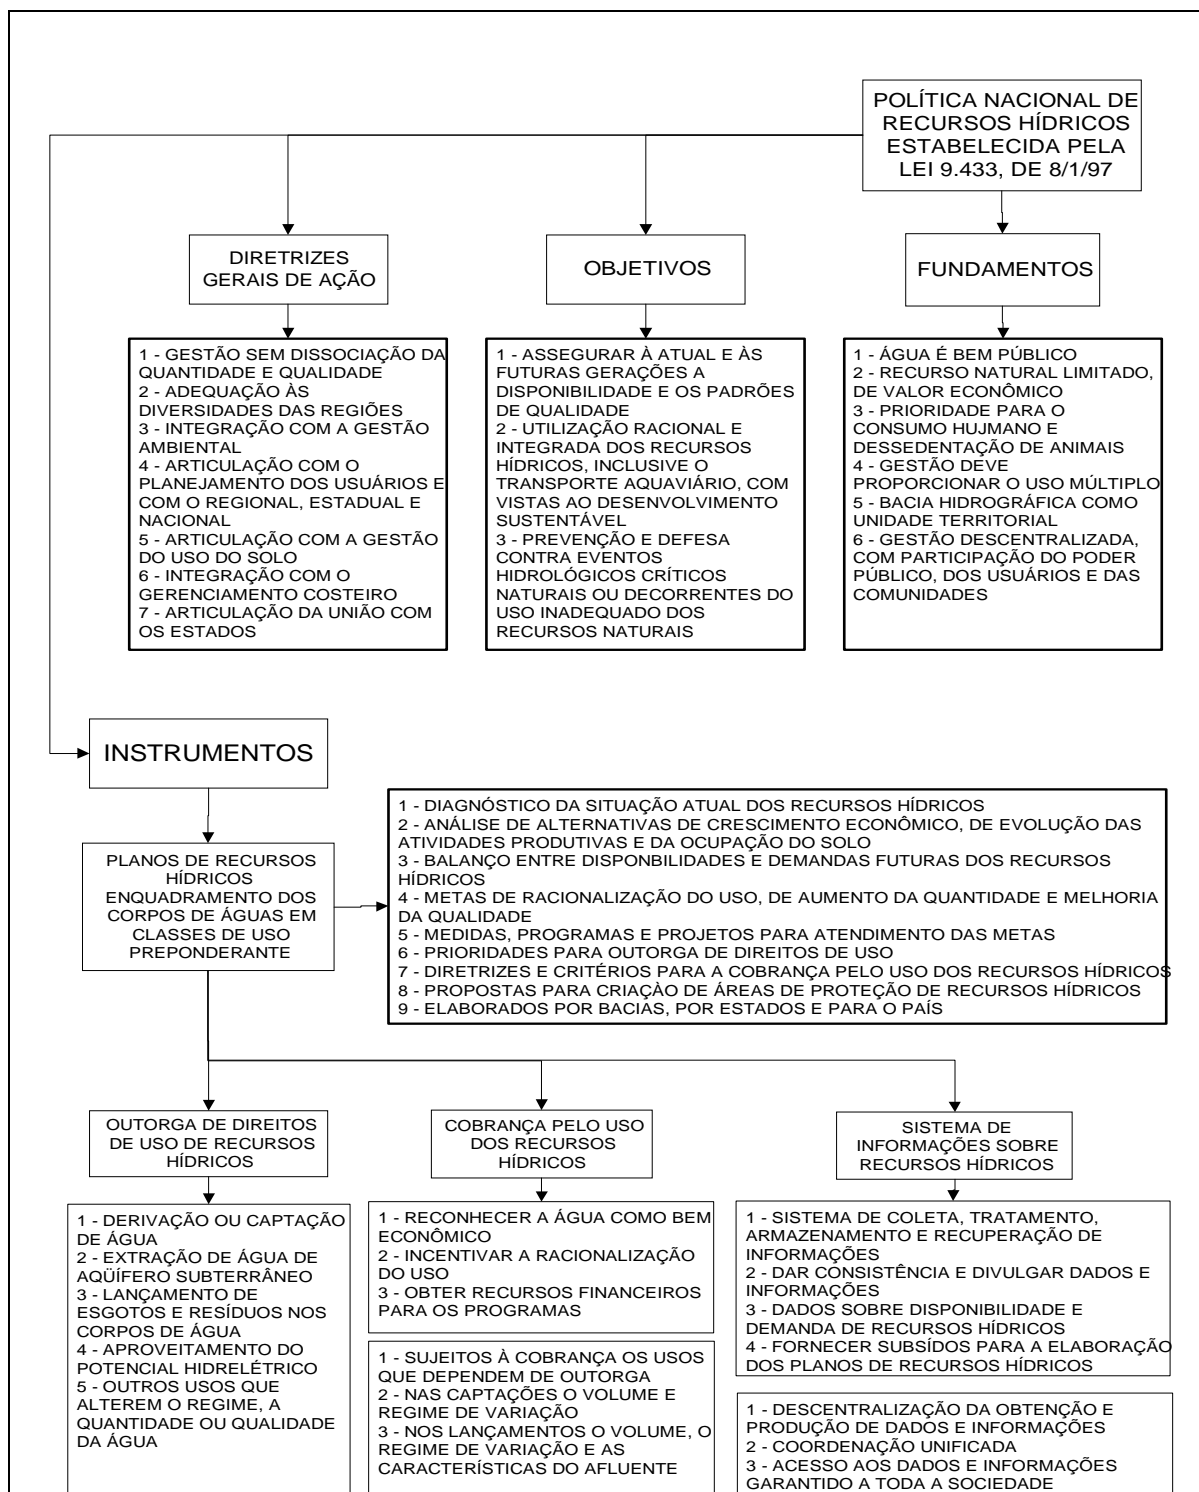 POLÍTICA NACIONAL DE
RECURSOS HÍDRICOS
ESTABELECIDA PELA
LEI 9.433, DE 8/1/97
DIRETRIZES
GERAIS DE AÇÃO
OBJETIVOS
FUNDAMENTOS
1 - GESTÃO SEM DISSOCIAÇÃO DA
QUANTIDADE E QUALIDADE
2 - ADEQUAÇÃO ÀS
DIVERSIDADES DAS REGIÕES
3 - INTEGRAÇÃO COM A GESTÃO
AMBIENTAL
4 - ARTICULAÇÃO COM O
PLANEJAMENTO DOS USUÁRIOS E
COM O REGIONAL, ESTADUAL E
NACIONAL
5 - ARTICULAÇÃO COM A GESTÃO
DO USO DO SOLO
6 - INTEGRAÇÃO COM O
GERENCIAMENTO COSTEIRO
7 - ARTICULAÇÃO DA UNIÃO COM
OS ESTADOS
1 - ASSEGURAR À ATUAL E ÀS
FUTURAS GERAÇÕES A
DISPONIBILIDADE E OS PADRÕES
DE QUALIDADE
2 - UTILIZAÇÃO RACIONAL E
INTEGRADA DOS RECURSOS
HÍDRICOS, INCLUSIVE O
TRANSPORTE AQUAVIÁRIO, COM
VISTAS AO DESENVOLVIMENTO
SUSTENTÁVEL
3 - PREVENÇÃO E DEFESA
CONTRA EVENTOS
HIDROLÓGICOS CRÍTICOS
NATURAIS OU DECORRENTES DO
USO INADEQUADO DOS
RECURSOS NATURAIS
1 - ÁGUA É BEM PÚBLICO
2 - RECURSO NATURAL LIMITADO,
DE VALOR ECONÔMICO
3 - PRIORIDADE PARA O
CONSUMO HUJMANO E
DESSEDENTAÇÃO DE ANIMAIS
4 - GESTÃO DEVE
PROPORCIONAR O USO MÚLTIPLO
5 - BACIA HIDROGRÁFICA COMO
UNIDADE TERRITORIAL
6 - GESTÃO DESCENTRALIZADA,
COM PARTICIPAÇÃO DO PODER
PÚBLICO, DOS USUÁRIOS E DAS
COMUNIDADES
INSTRUMENTOS
PLANOS DE RECURSOS
HÍDRICOS
ENQUADRAMENTO DOS
CORPOS DE ÁGUAS EM
CLASSES DE USO
PREPONDERANTE
1 - DIAGNÓSTICO DA SITUAÇÃO ATUAL DOS RECURSOS HÍDRICOS
2 - ANÁLISE DE ALTERNATIVAS DE CRESCIMENTO ECONÔMICO, DE EVOLUÇÃO DAS
ATIVIDADES PRODUTIVAS E DA OCUPAÇÃO DO SOLO
3 - BALANÇO ENTRE DISPONBILIDADES E DEMANDAS FUTURAS DOS RECURSOS
HÍDRICOS
4 - METAS DE RACIONALIZAÇÃO DO USO, DE AUMENTO DA QUANTIDADE E MELHORIA
DA QUALIDADE
5 - MEDIDAS, PROGRAMAS E PROJETOS PARA ATENDIMENTO DAS METAS
6 - PRIORIDADES PARA OUTORGA DE DIREITOS DE USO
7 - DIRETRIZES E CRITÉRIOS PARA A COBRANÇA PELO USO DOS RECURSOS HÍDRICOS
8 - PROPOSTAS PARA CRIAÇÀO DE ÁREAS DE PROTEÇÃO DE RECURSOS HÍDRICOS
9 - ELABORADOS POR BACIAS, POR ESTADOS E PARA O PAÍS
OUTORGA DE DIREITOS
DE USO DE RECURSOS
HÍDRICOS
COBRANÇA PELO USO
DOS RECURSOS
HÍDRICOS
SISTEMA DE
INFORMAÇÕES SOBRE
RECURSOS HÍDRICOS
1 - DERIVAÇÃO OU CAPTAÇÃO
DE ÁGUA
2 - EXTRAÇÃO DE ÁGUA DE
AQÜÍFERO SUBTERRÂNEO
3 - LANÇAMENTO DE
ESGOTOS E RESÍDUOS NOS
CORPOS DE ÁGUA
4 - APROVEITAMENTO DO
POTENCIAL HIDRELÉTRICO
5 - OUTROS USOS QUE
ALTEREM O REGIME, A
QUANTIDADE OU QUALIDADE
DA ÁGUA
1 - RECONHECER A ÁGUA COMO BEM
ECONÔMICO
2 - INCENTIVAR A RACIONALIZAÇÃO
DO USO
3 - OBTER RECURSOS FINANCEIROS
PARA OS PROGRAMAS
1 - SUJEITOS À COBRANÇA OS USOS
QUE DEPENDEM DE OUTORGA
2 - NAS CAPTAÇÕES O VOLUME E
REGIME DE VARIAÇÃO
3 - NOS LANÇAMENTOS O VOLUME, O
REGIME DE VARIAÇÃO E AS
CARACTERÍSTICAS DO AFLUENTE
1 - SISTEMA DE COLETA, TRATAMENTO,
ARMAZENAMENTO E RECUPERAÇÃO DE
INFORMAÇÕES
2 - DAR CONSISTÊNCIA E DIVULGAR DADOS E
INFORMAÇÕES
3 - DADOS SOBRE DISPONIBILIDADE E
DEMANDA DE RECURSOS HÍDRICOS
4 - FORNECER SUBSÍDOS PARA A ELABORAÇÃO
DOS PLANOS DE RECURSOS HÍDRICOS
1 - DESCENTRALIZAÇÃO DA OBTENÇÃO E
PRODUÇÃO DE DADOS E INFORMAÇÕES
2 - COORDENAÇÃO UNIFICADA
3 - ACESSO AOS DADOS E INFORMAÇÕES
GARANTIDO A TODA A SOCIEDADE